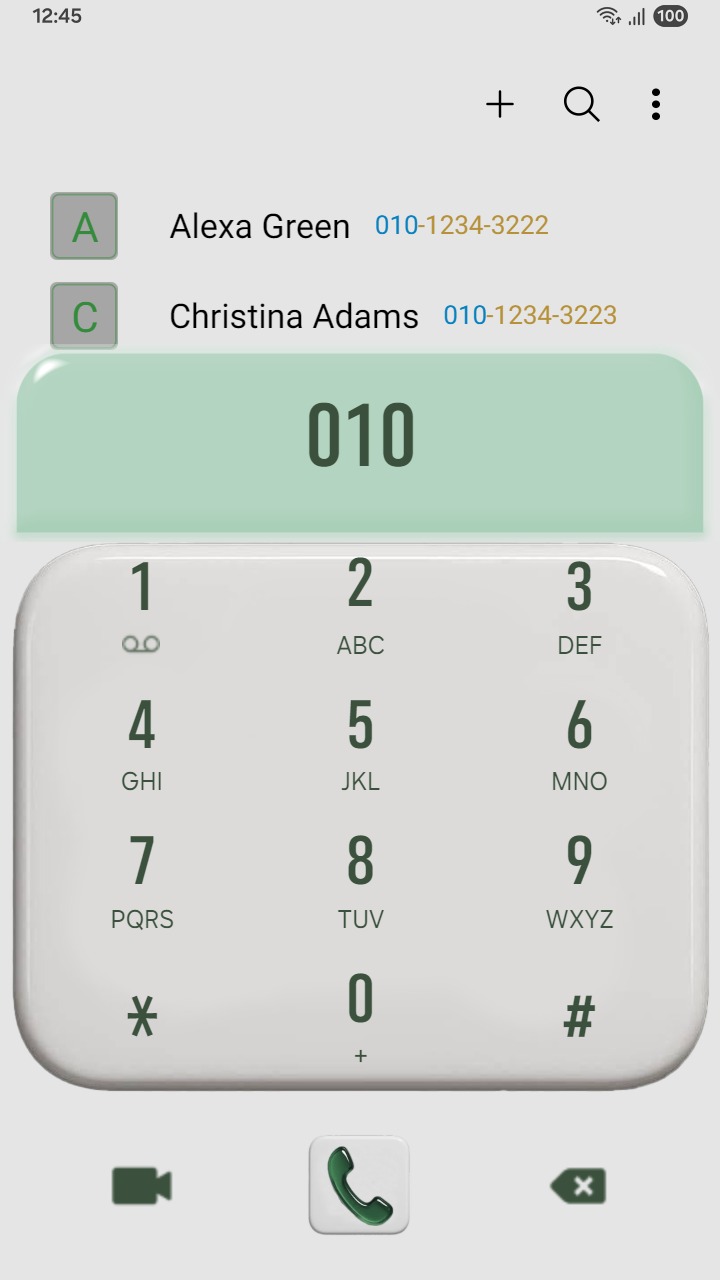 12:45 100
A Alexa Green 010-1234-3222
C Christina Adams 010-1234-3223
010
1 2 3
ABC DEF
4 5 6
GHI JKL MNO
7 8 9
PQRS TUV WXYZ
* 0 #
+